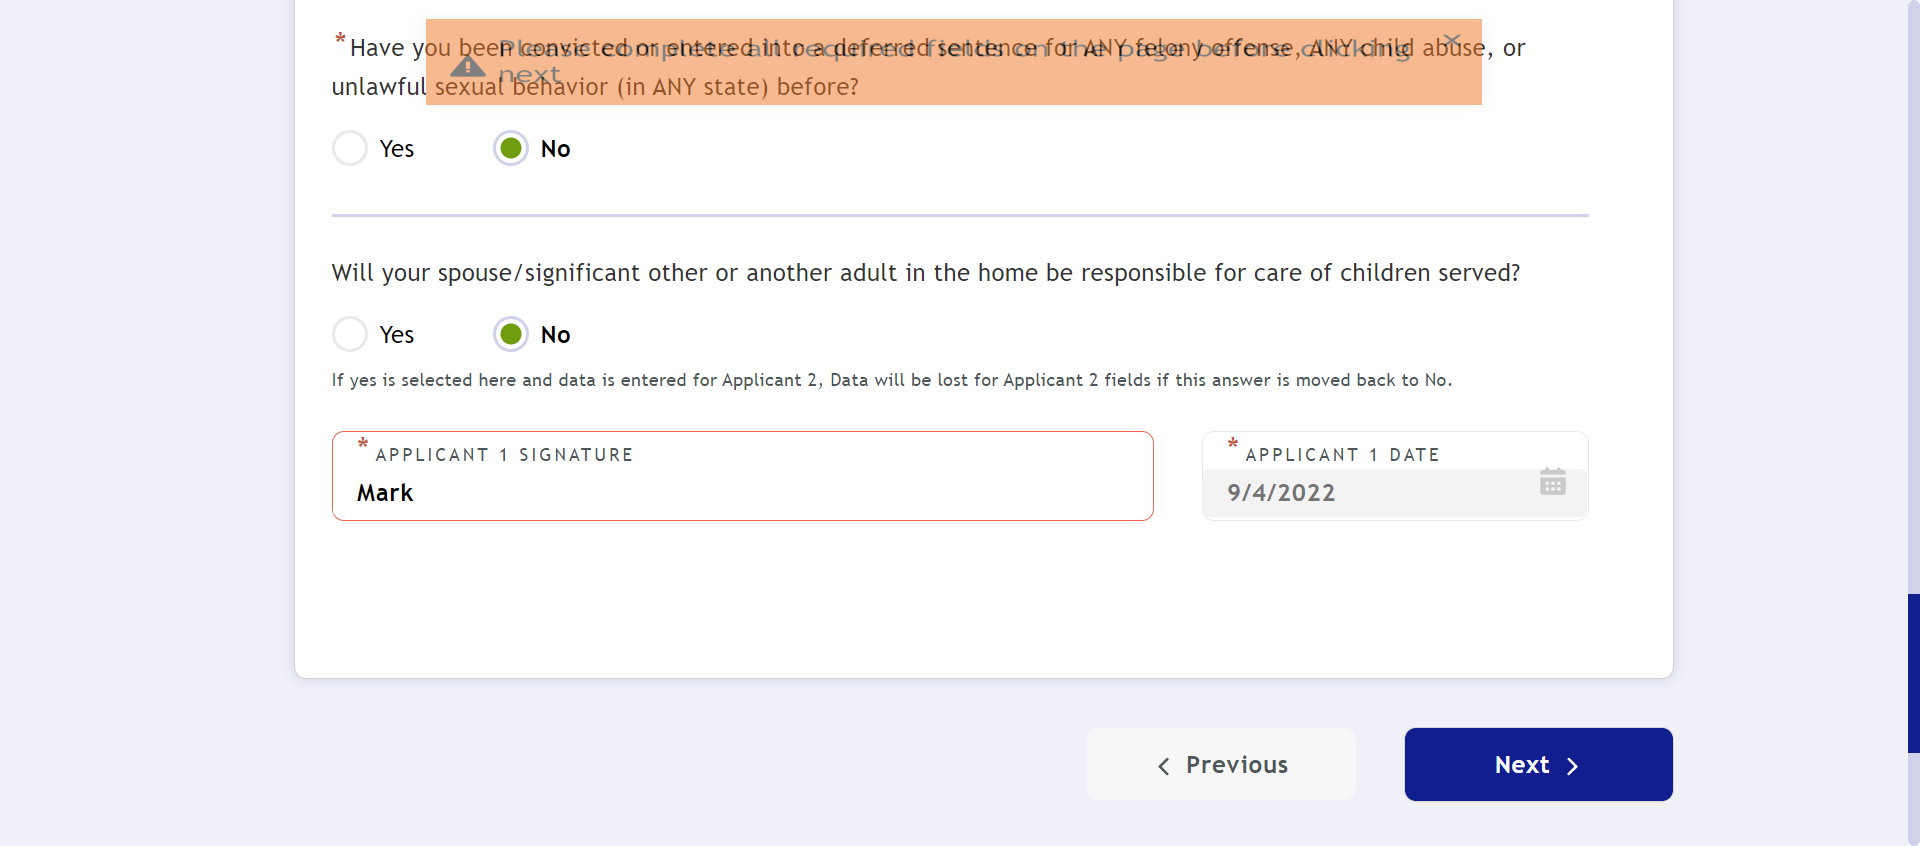 * Have you been convicted or entered into a deferred sentence for ANY felony offense, ANY child abuse, or
unlawful sexual behavior (in ANY state) before?
Please complete all required fields on the page before clicking
next
Yes No
Will your spouse/significant other or another adult in the home be responsible for care of children served?
Yes No
If yes is selected here and data is entered for Applicant 2, Data will be lost for Applicant 2 fields if this answer is moved back to No.
* APPLICANT 1 SIGNATURE
Mark
* APPLICANT 1 DATE
9/4/2022
Previous
Next